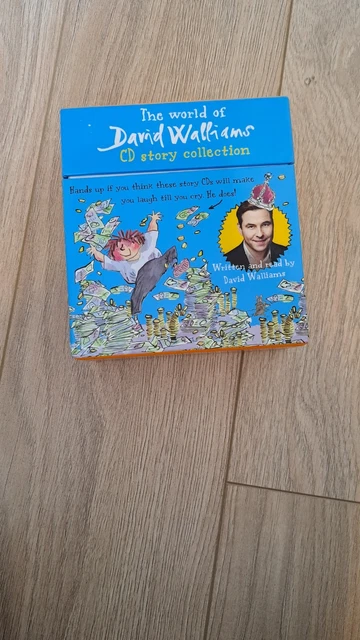 The world of
David Walliams
CD story collection
Hands up if you think these story CDs will make
you laugh till you cry. He does!
Written and read by
David Walliams